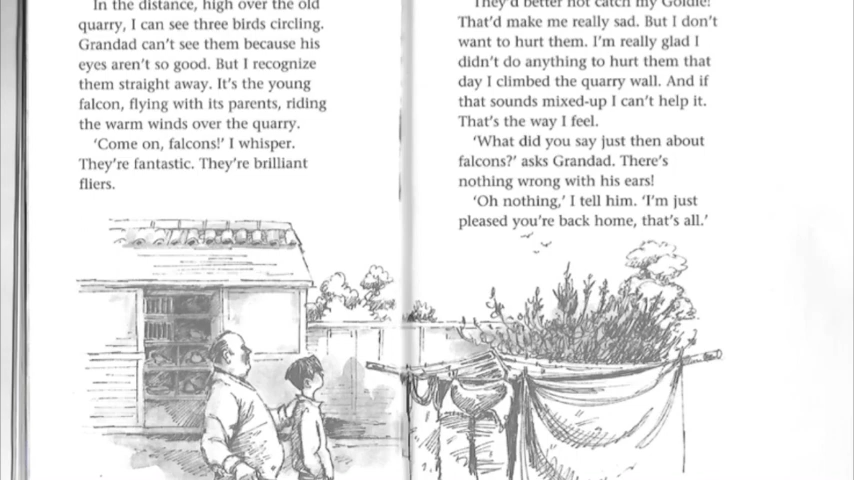 In the distance, high over the old
quarry, I can see three birds circling.
Grandad can't see them because his
eyes aren't so good. But I recognize
them straight away. It's the young
falcon, flying with its parents, riding
the warm winds over the quarry.
'Come on, falcons!' I whisper.
They're fantastic. They're brilliant
fliers.
They'd better not catch my Goldie!
That'd make me really sad. But I don't
want to hurt them. I'm really glad I
didn't do anything to hurt them that
day I climbed the quarry wall. And if
that sounds mixed-up I can't help it.
That's the way I feel.
'What did you say just then about
falcons?' asks Grandad. There's
nothing wrong with his ears!
'Oh nothing,' I tell him. 'I'm just
pleased you're back home, that's all.'